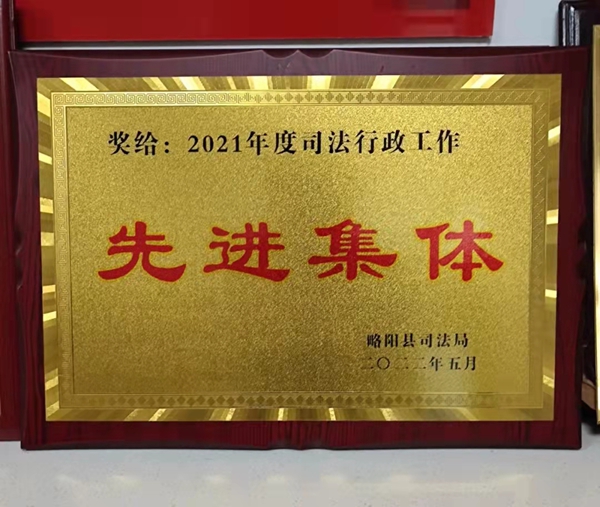 奖给：2021年度司法行政工作
先进集体
略阳县司法局
二〇二二年五月